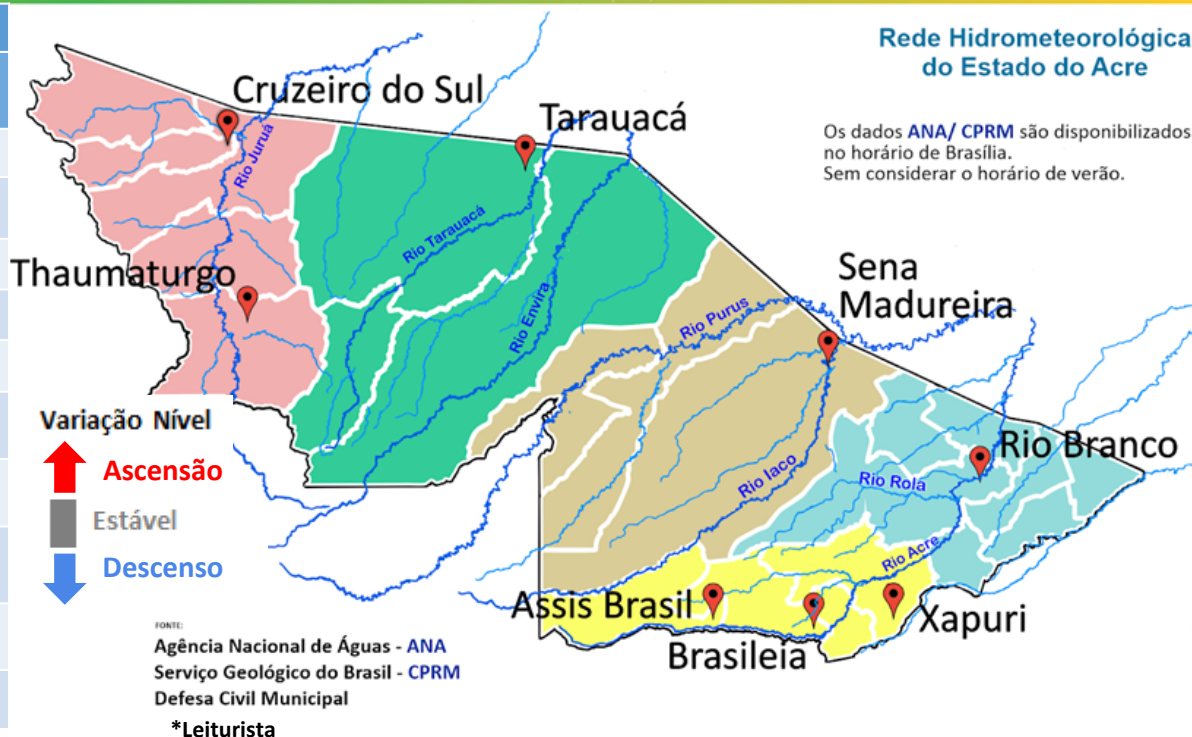 Rede Hidrometeorológica
do Estado do Acre
Os dados ANA/ CPRM são disponibilizados
no horário de Brasília.
Sem considerar o horário de verão.
Cruzeiro do Sul
Tarauacá
Rio Juruá
Rio Tarauacá
Thaumaturgo
Rio Envira
Sena
Madureira
Rio Purus
Rio Branco
Rio Iaco
Rio Rola
Rio Acre
Assis Brasil
Brasileia
Xapuri
Variação Nível
Ascensão
Estável
Descenso
FONTE:
Agência Nacional de Águas - ANA
Serviço Geológico do Brasil - CPRM
Defesa Civil Municipal
*Leiturista